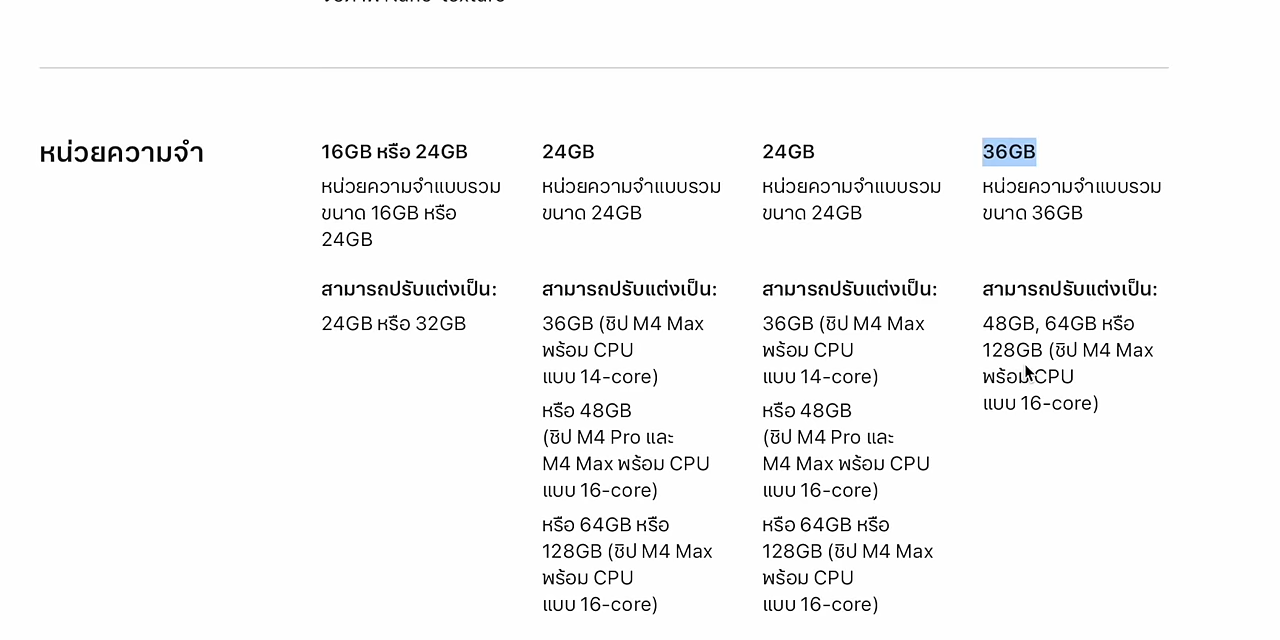 หน่วยความจำ
16GB หรือ 24GB
หน่วยความจำแบบรวม
ขนาด 16GB หรือ
24GB
สามารถปรับแต่งเป็น:
24GB หรือ 32GB
24GB
หน่วยความจำแบบรวม
ขนาด 24GB
สามารถปรับแต่งเป็น:
36GB (ชิป M4 Max
พร้อม CPU
แบบ 14-core)
หรือ 48GB
(ชิป M4 Pro และ
M4 Max พร้อม CPU
แบบ 16-core)
หรือ 64GB หรือ
128GB (ชิป M4 Max
พร้อม CPU
แบบ 16-core)
24GB
หน่วยความจำแบบรวม
ขนาด 24GB
สามารถปรับแต่งเป็น:
36GB (ชิป M4 Max
พร้อม CPU
แบบ 14-core)
หรือ 48GB
(ชิป M4 Pro และ
M4 Max พร้อม CPU
แบบ 16-core)
หรือ 64GB หรือ
128GB (ชิป M4 Max
พร้อม CPU
แบบ 16-core)
36GB
หน่วยความจำแบบรวม
ขนาด 36GB
สามารถปรับแต่งเป็น:
48GB, 64GB หรือ
128GB (ชิป M4 Max
พร้อม CPU
แบบ 16-core)